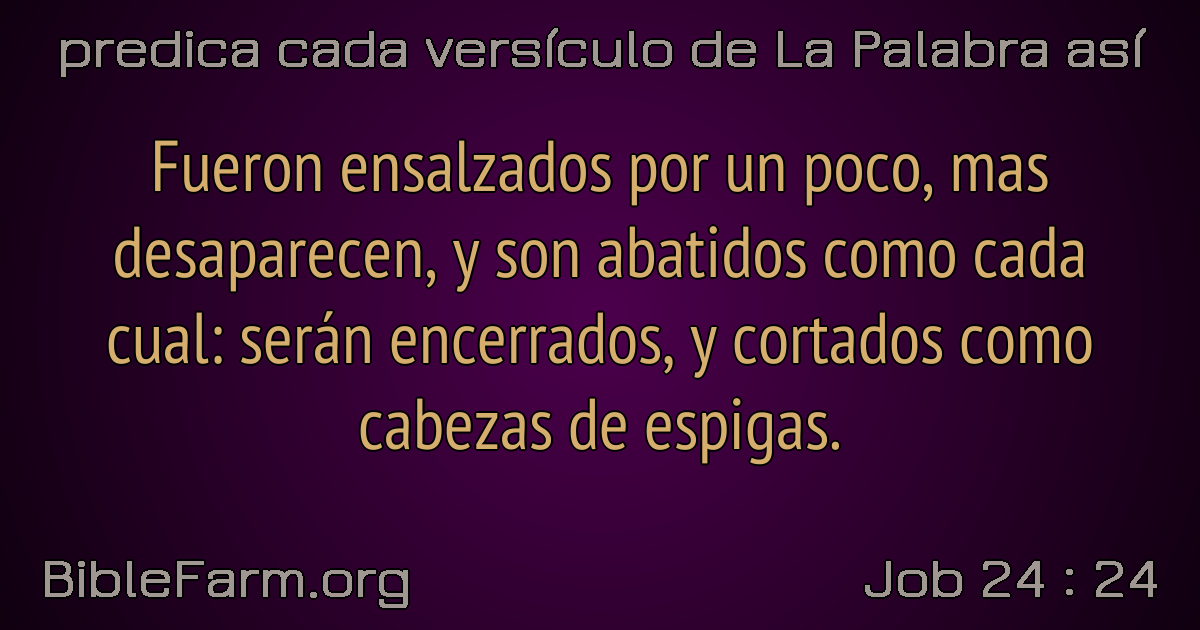 predica cada versículo de La Palabra así
Fueron ensalzados por un poco, mas
desaparecen, y son abatidos como cada
cual: serán encerrados, y cortados como
cabezas de espigas.
BibleFarm.org
Job 24 : 24